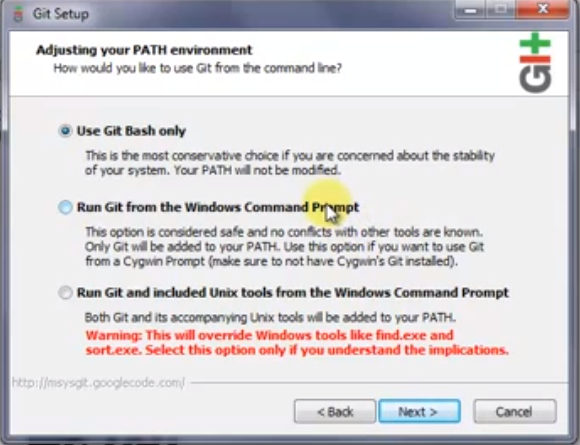 Git Setup
Adjusting your PATH environment
How would you like to use Git from the command line?
GIT
Use Git Bash only
This is the most conservative choice if you are concerned about the stability
of your system. Your PATH will not be modified.
Run Git from the Windows Command Prompt
This option is considered safe and no conflicts with other tools are known.
Only Git will be added to your PATH. Use this option if you want to use Git
from a Cygwin Prompt (make sure to not have Cygwin's Git installed).
Run Git and included Unix tools from the Windows Command Prompt
Both Git and its accompanying Unix tools will be added to your PATH.
Warning: This will override Windows tools like find.exe and
sort.exe. Select this option only if you understand the implications.
http://msysgit.googlecode.com/
< Back
Next >
Cancel